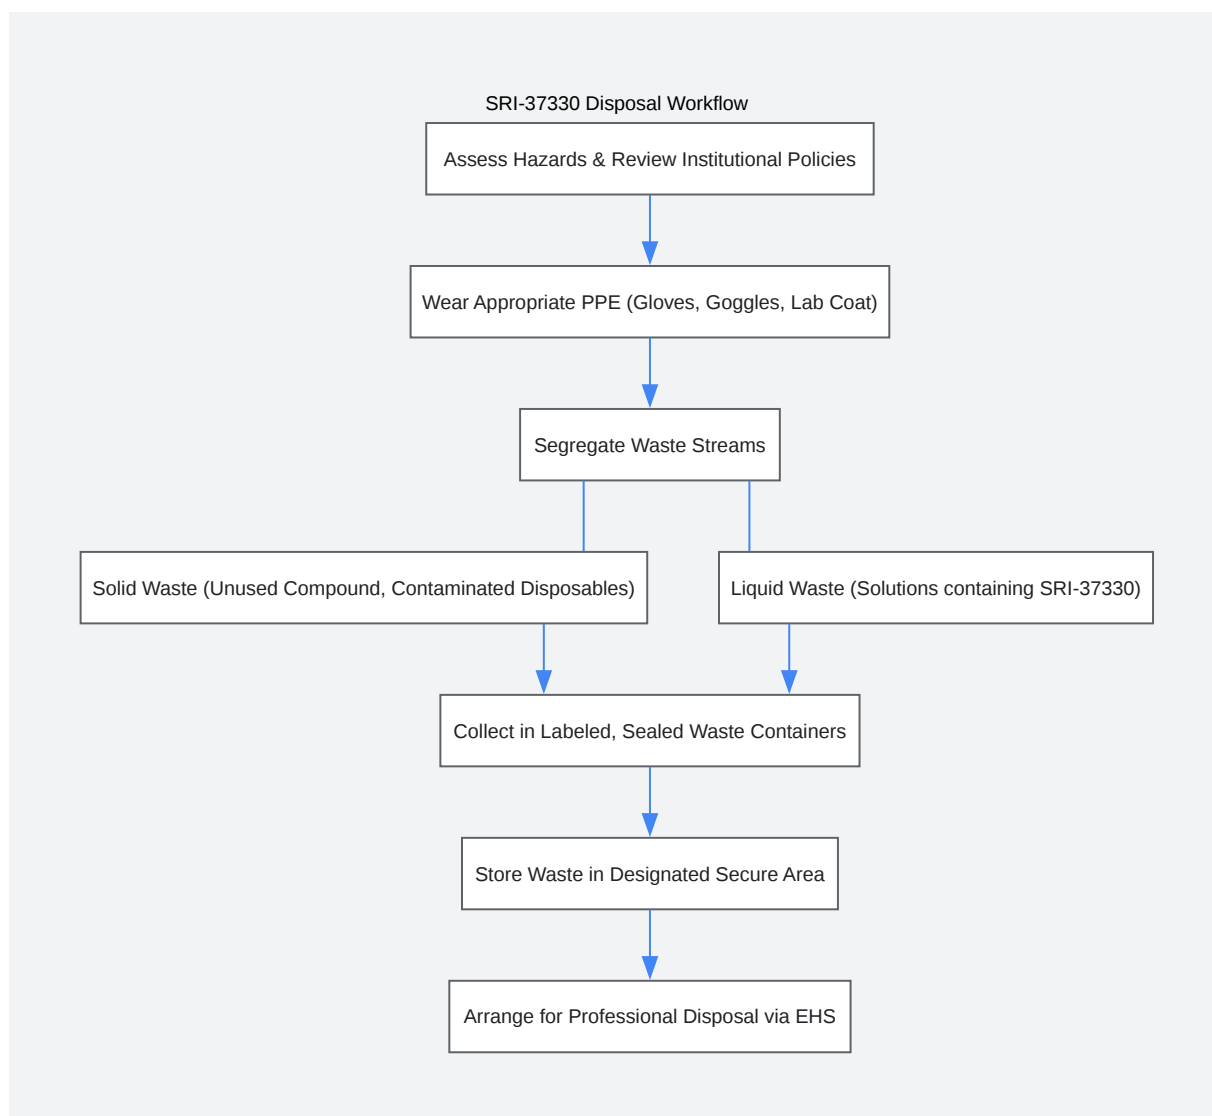 SRI-37330 Disposal Workflow
Assess Hazards & Review Institutional Policies
Wear Appropriate PPE (Gloves, Goggles, Lab Coat)
Segregate Waste Streams
Solid Waste (Unused Compound, Contaminated Disposables)
Liquid Waste (Solutions containing SRI-37330)
Collect in Labeled, Sealed Waste Containers
Store Waste in Designated Secure Area
Arrange for Professional Disposal via EHS